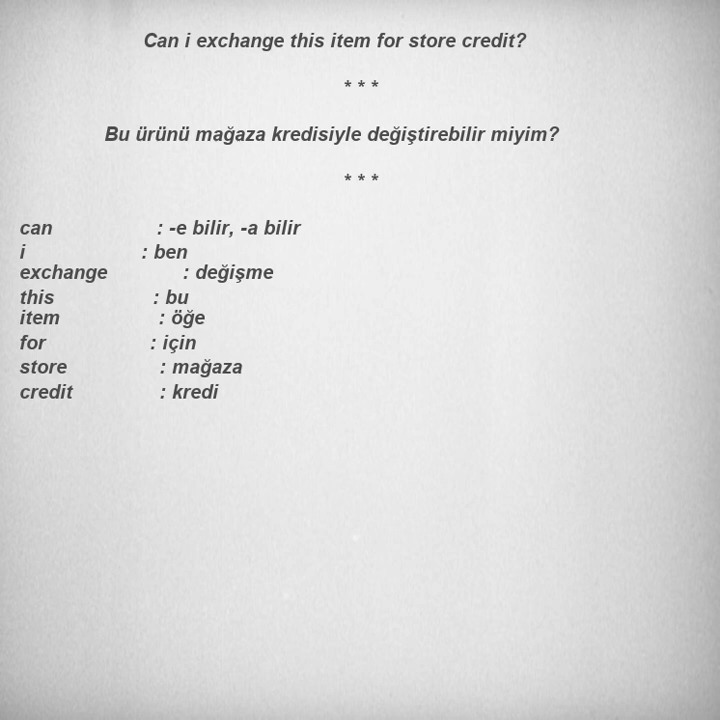 Can i exchange this item for store credit?
* * *
Bu ürünü mağaza kredisiyle değiştirebilir miyim?
* * *
can : -e bilir, -a bilir
i : ben
exchange : değişme
this : bu
item : öğe
for : için
store : mağaza
credit : kredi